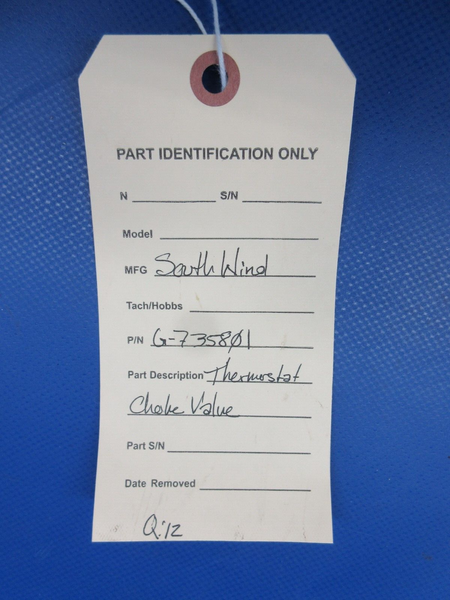 PART IDENTIFICATION ONLY
N S/N
Model
MFG South Wind
Tach/Hobbs
P/N G-735801
Part Description Thermostat
Choke Valve
Part S/N
Date Removed
Q:12